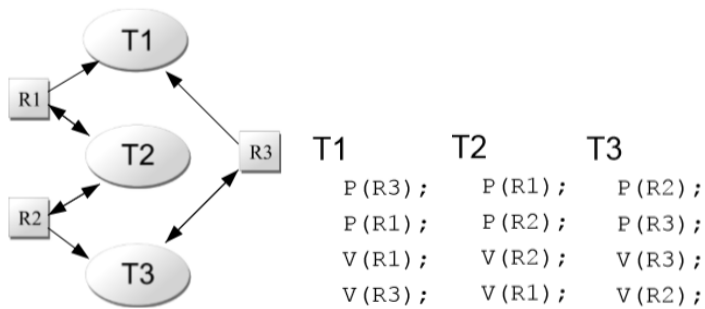 T1
R1
T2
R3
R2
T3
T1 T2 T3
P(R3); P(R1); P(R2);
P(R1); P(R2); P(R3);
V(R1); V(R2); V(R3);
V(R3); V(R1); V(R2);